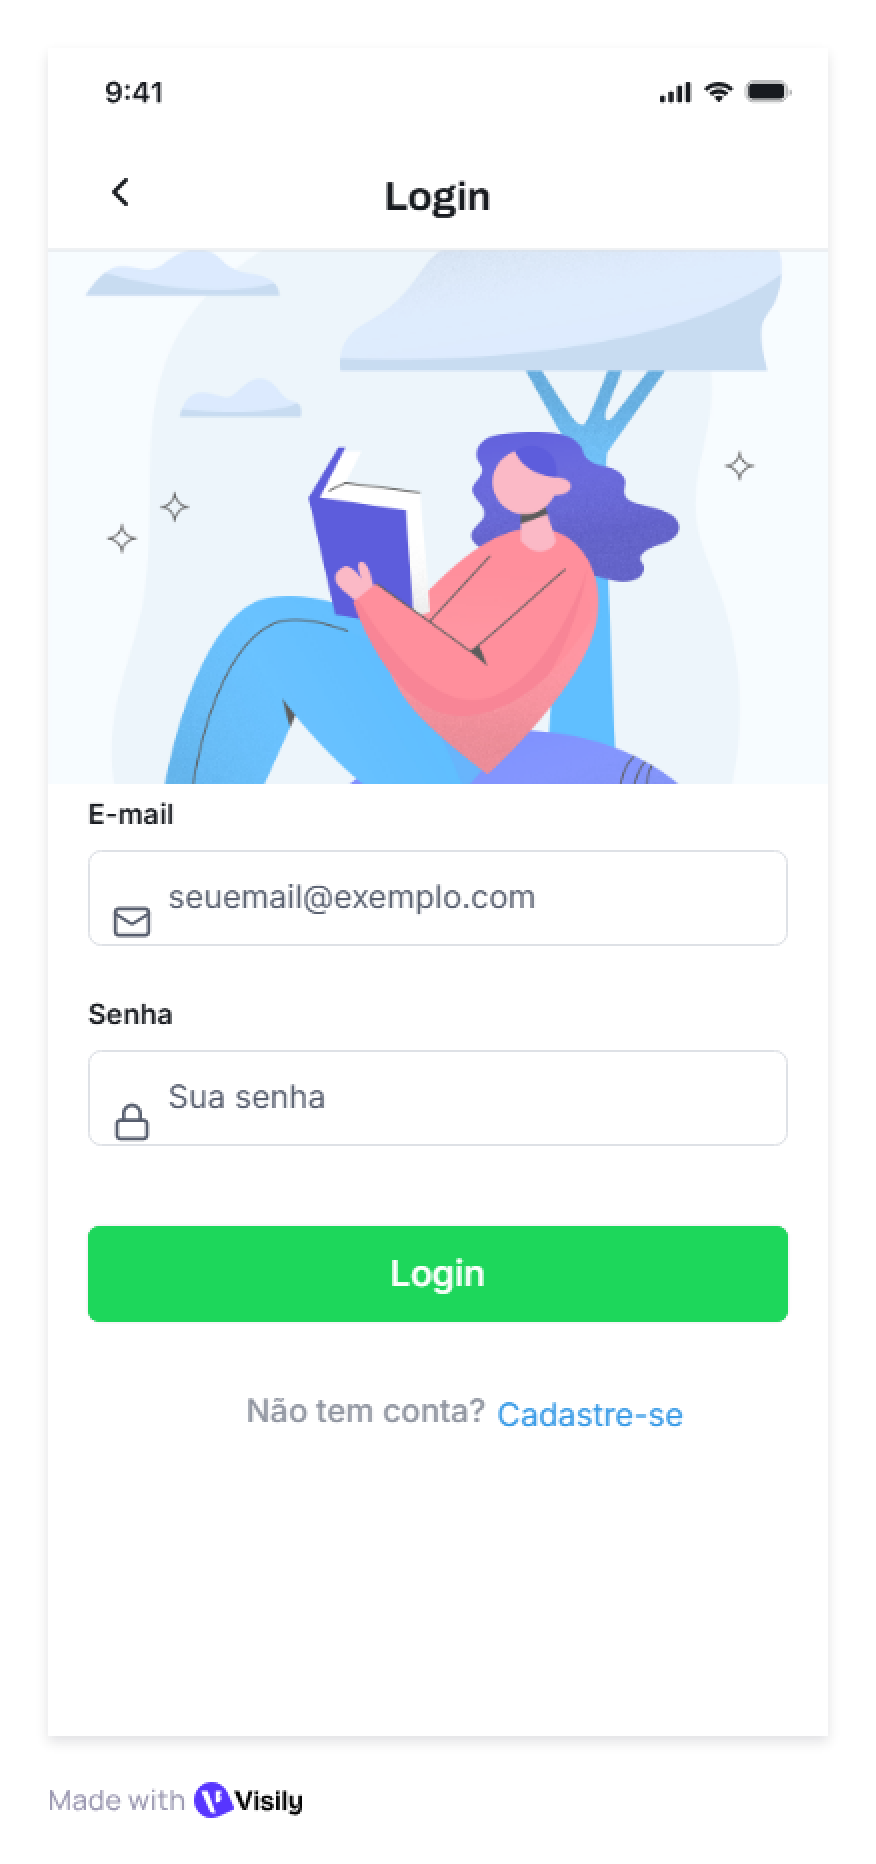 9:41
Login
E-mail
seuemail@exemplo.com
Senha
Sua senha
Login
Não tem conta? Cadastre-se
Made with Visily